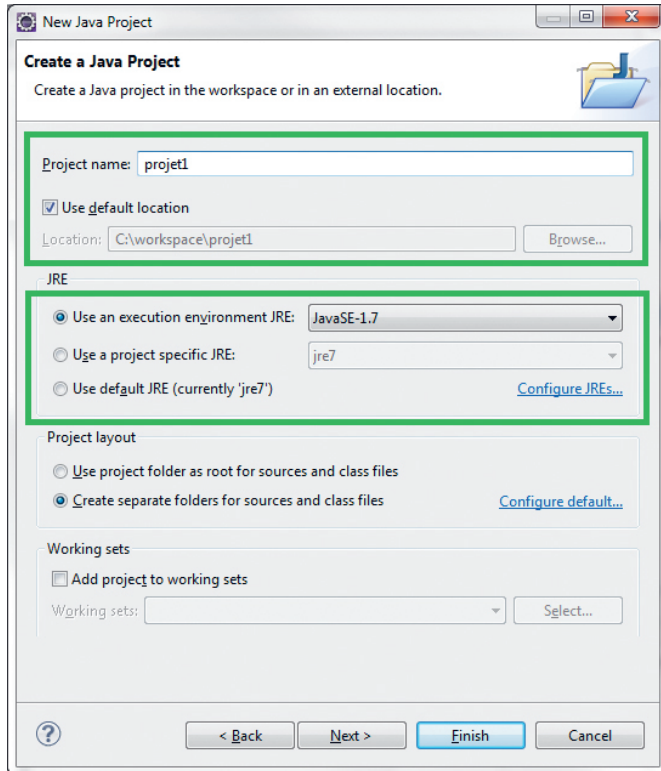 New Java Project
Create a Java Project
Create a Java project in the workspace or in an external location.
Project name: projet1
Use default location
Location: C:\workspace\projet1 Browse...
JRE
Use an execution environment JRE: JavaSE-1.7
Use a project specific JRE: jre7
Use default JRE (currently 'jre7') Configure JREs...
Project layout
Use project folder as root for sources and class files
Create separate folders for sources and class files Configure default...
Working sets
Add project to working sets
Working sets: Select...
? < Back Next > Finish Cancel